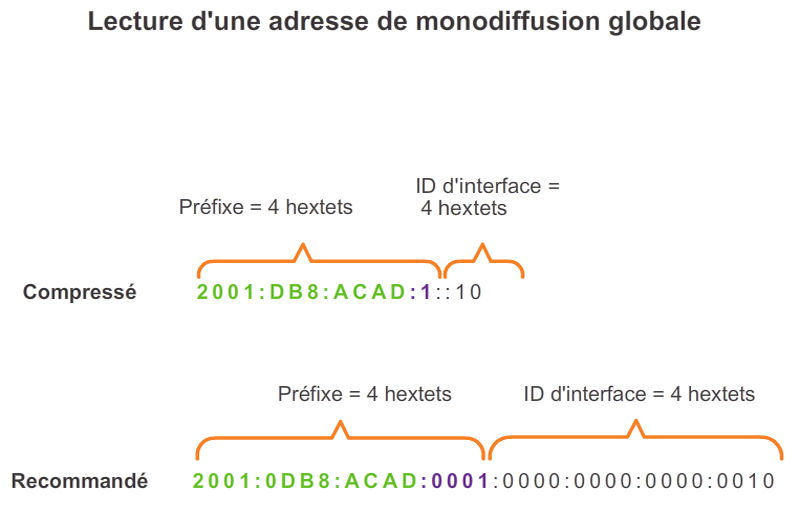 Lecture d'une adresse de monodiffusion globale
Préfixe = 4 hextets
ID d'interface =
4 hextets
Compressé
2001:DB8:ACAD:1::10
Préfixe = 4 hextets
ID d'interface = 4 hextets
Recommandé
2001:0DB8:ACAD:0001:0000:0000:0000:0010